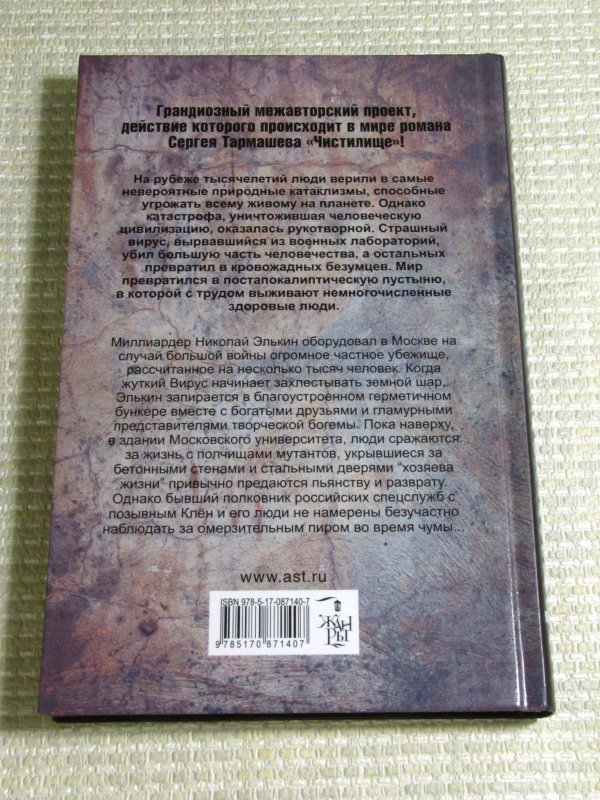 Грандиозный межавторский проект,
действие которого происходит в мире романа
Сергея Тармашева «Чистилище»!
На рубеже тысячелетий люди верили в самые
невероятные природные катаклизмы, способные
угрожать всему живому на планете. Однако
катастрофа, уничтожившая человеческую
цивилизацию, оказалась рукотворной. Страшный
вирус, вырвавшийся из военных лабораторий,
убил большую часть человечества, а остальных
превратил в кровожадных безумцев. Мир
превратился в постапокалиптическую пустыню,
в которой с трудом выживают немногочисленные
здоровые люди.
Миллиардер Николай Элькин оборудовал в Москве на
случай большой войны огромное частное убежище,
рассчитанное на несколько тысяч человек. Когда
жуткий Вирус начинает захлестывать земной шар,
Элькин запирается в благоустроенном герметичном
бункере вместе с богатыми друзьями и гламурными
представителями творческой богемы. Пока наверху,
в здании Московского университета, люди сражаются
за жизнь с полчищами мутантов, укрывшиеся за
бетонными стенами и стальными дверями "хозяева
жизни" привычно предаются пьянству и разврату.
Однако бывший полковник российских спецслужб с
позывным Клён и его люди не намерены безучастно
наблюдать за омерзительным пиром во время чумы...
www.ast.ru
ISBN 978-5-17-087140-7
9 785170 871407
ЖАНРЫ